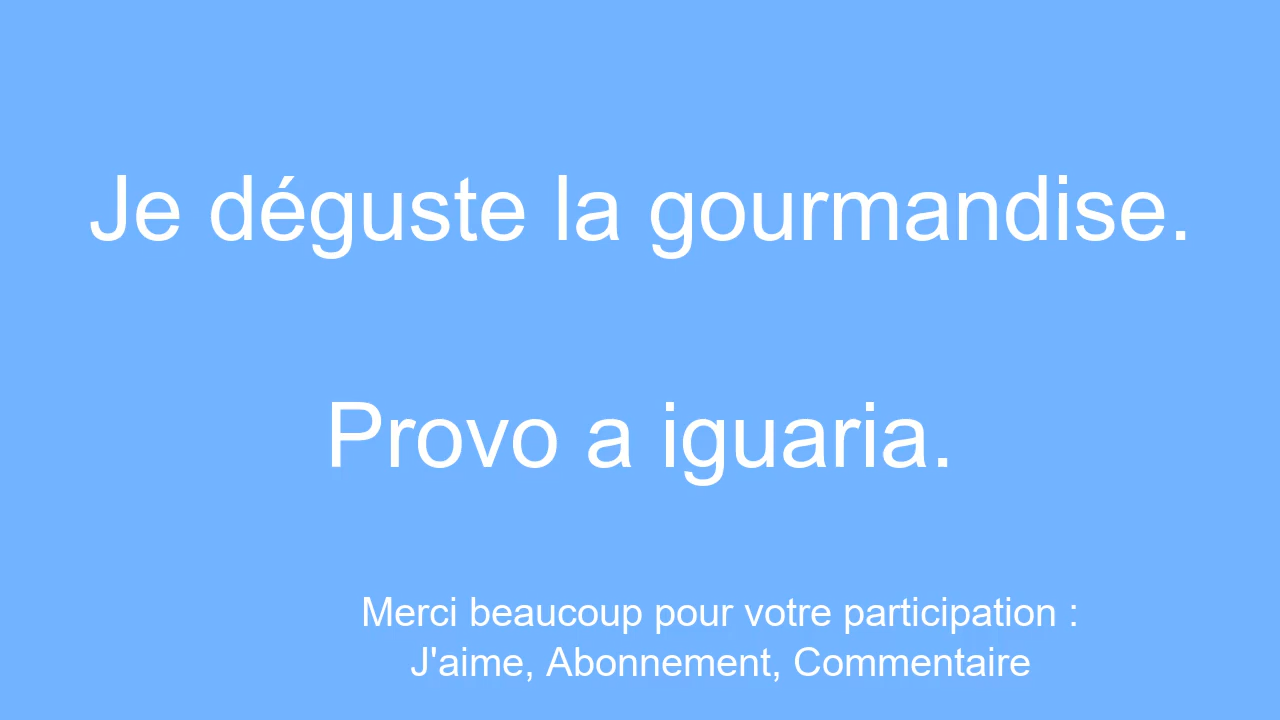 Je déguste la gourmandise.
Provo a iguaria.
Merci beaucoup pour votre participation :
J'aime, Abonnement, Commentaire